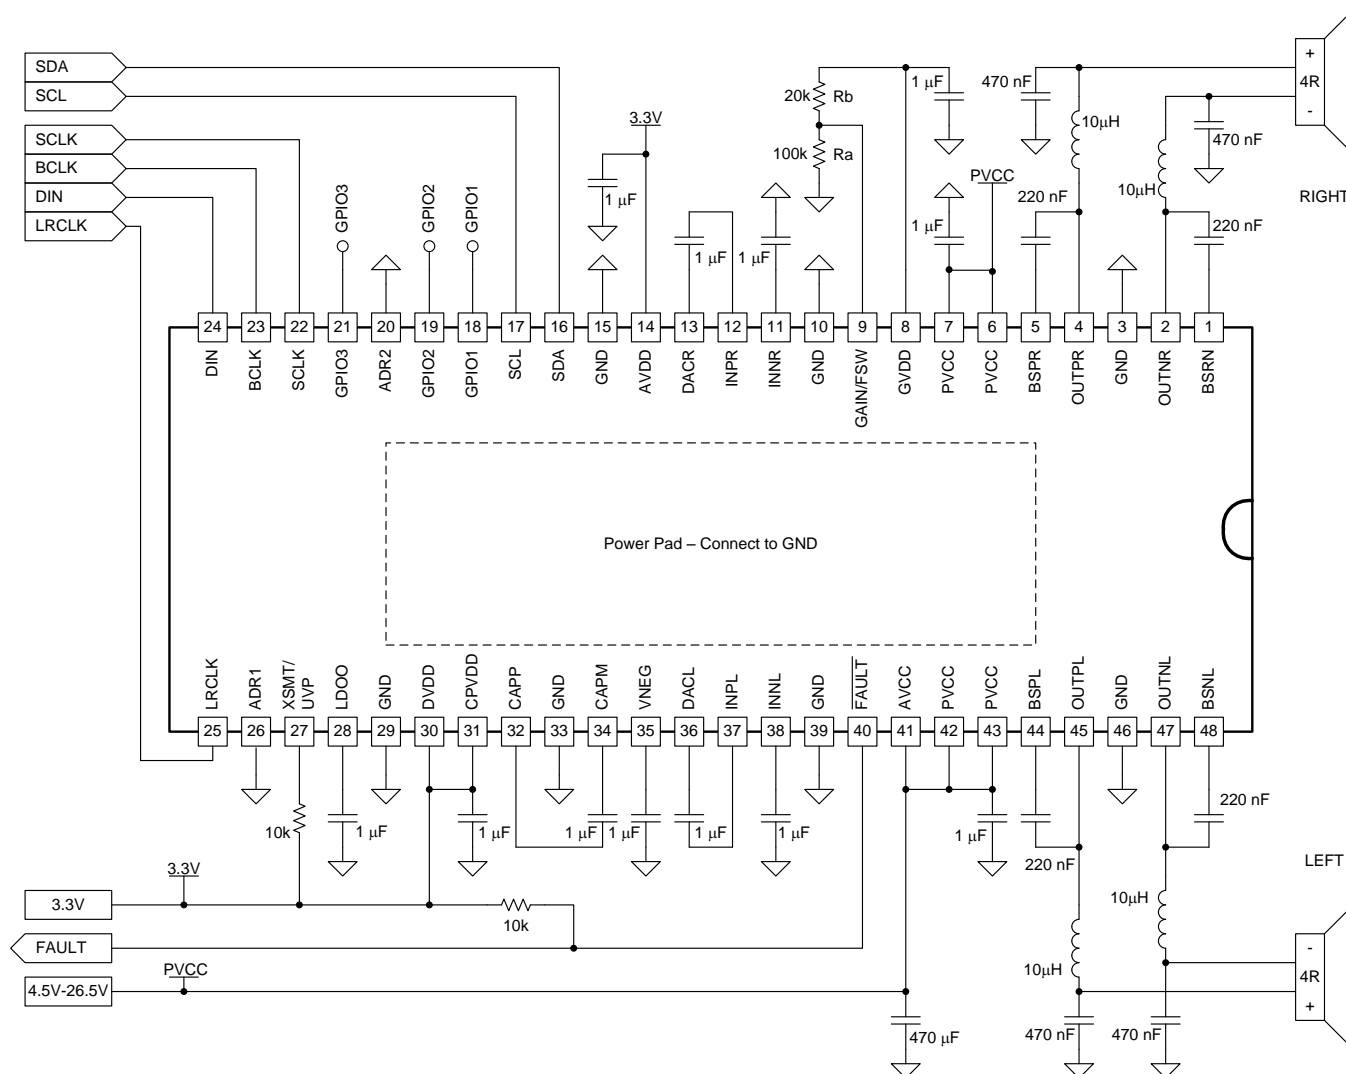 SDA
SCL
SCLK
BCLK
DIN
LRCLK
GPIO3
GPIO2
GPIO1
3.3V
1 µF
1 µF
1 µF
20k
Rb
100k
Ra
1 µF
PVCC
1 µF
470 nF
10µH
220 nF
10µH
470 nF
220 nF
+
4R
-
RIGHT
24
23
22
21
20
19
18
17
16
15
14
13
12
11
10
9
8
7
6
5
4
3
2
1
DIN
BCLK
SCLK
GPIO3
ADR2
GPIO2
GPIO1
SCL
SDA
GND
AVDD
DACR
INPR
INNR
GND
GAIN/FSW
GVDD
PVCC
PVCC
BSPR
OUTPR
GND
OUTNR
BSRN
Power Pad – Connect to GND
LRCLK
ADR1
XSMT/
UVP
LDOO
GND
DVDD
CPVDD
CAPP
GND
CAPM
VNEG
DACL
INPL
INNL
GND
FAULT
AVCC
PVCC
PVCC
BSPL
OUTPL
GND
OUTNL
BSNL
25
26
27
28
29
30
31
32
33
34
35
36
37
38
39
40
41
42
43
44
45
46
47
48
10k
1 µF
1 µF
1 µF
1 µF
1 µF
1 µF
1 µF
220 nF
220 nF
LEFT
3.3V
3.3V
10k
FAULT
PVCC
4.5V-26.5V
470 µF
10µH
10µH
470 nF
470 nF
-
4R
+